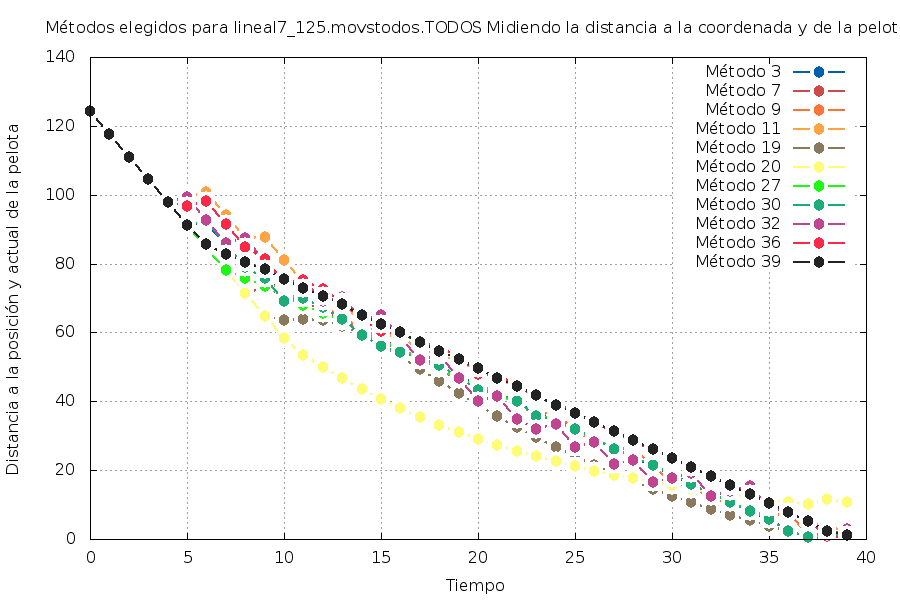 Métodos elegidos para lineal7_125.movstodos.TODOS Midiendo la distancia a la coordenada y de la pelot
Distancia a la posición y actual de la pelota
140
120
100
80
60
40
20
0
0 5 10 15 20 25 30 35 40
Tiempo
Método 3
Método 7
Método 9
Método 11
Método 19
Método 20
Método 27
Método 30
Método 32
Método 36
Método 39